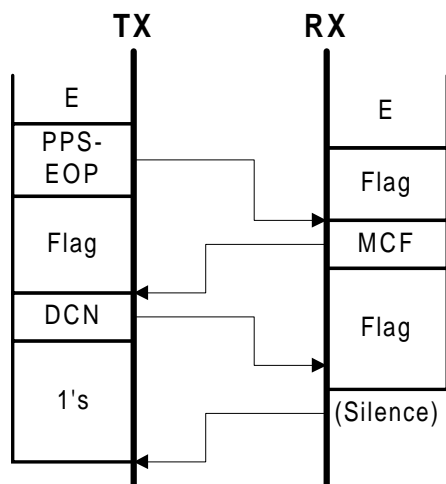 TX
RX
E
PPS-
EOP
Flag
DCN
1's
E
Flag
MCF
Flag
(Silence)